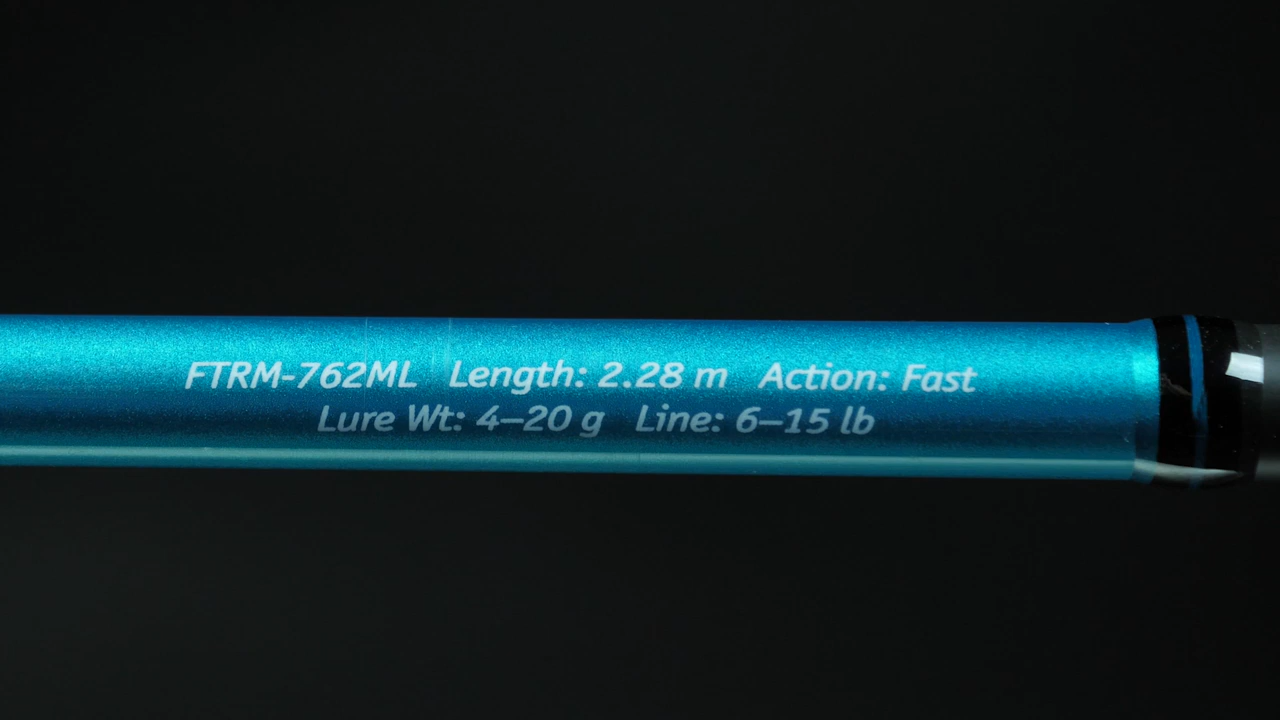 FTRM-762ML Length: 2.28 m Action: Fast
Lure Wt: 4–20 g Line: 6–15 lb